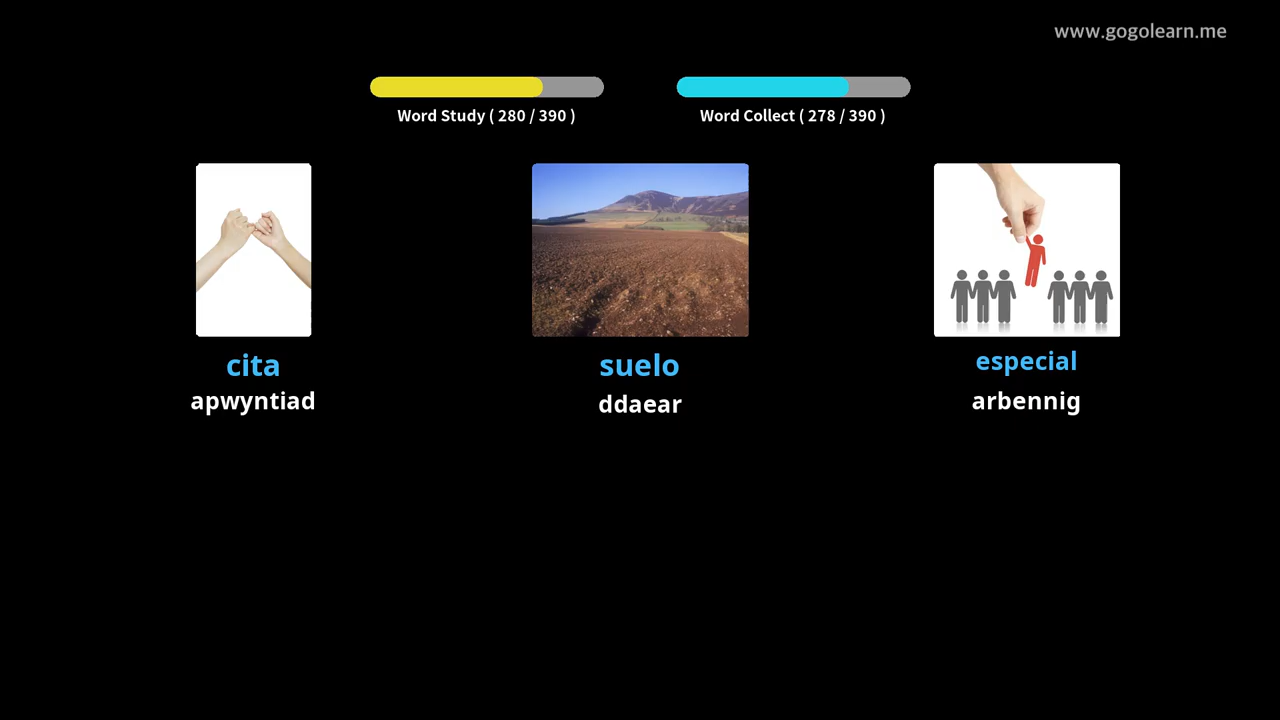 www.gogolearn.me
Word Study ( 280 / 390 )
Word Collect ( 278 / 390 )
cita
apwyntiad
suelo
ddaear
especial
arbennig